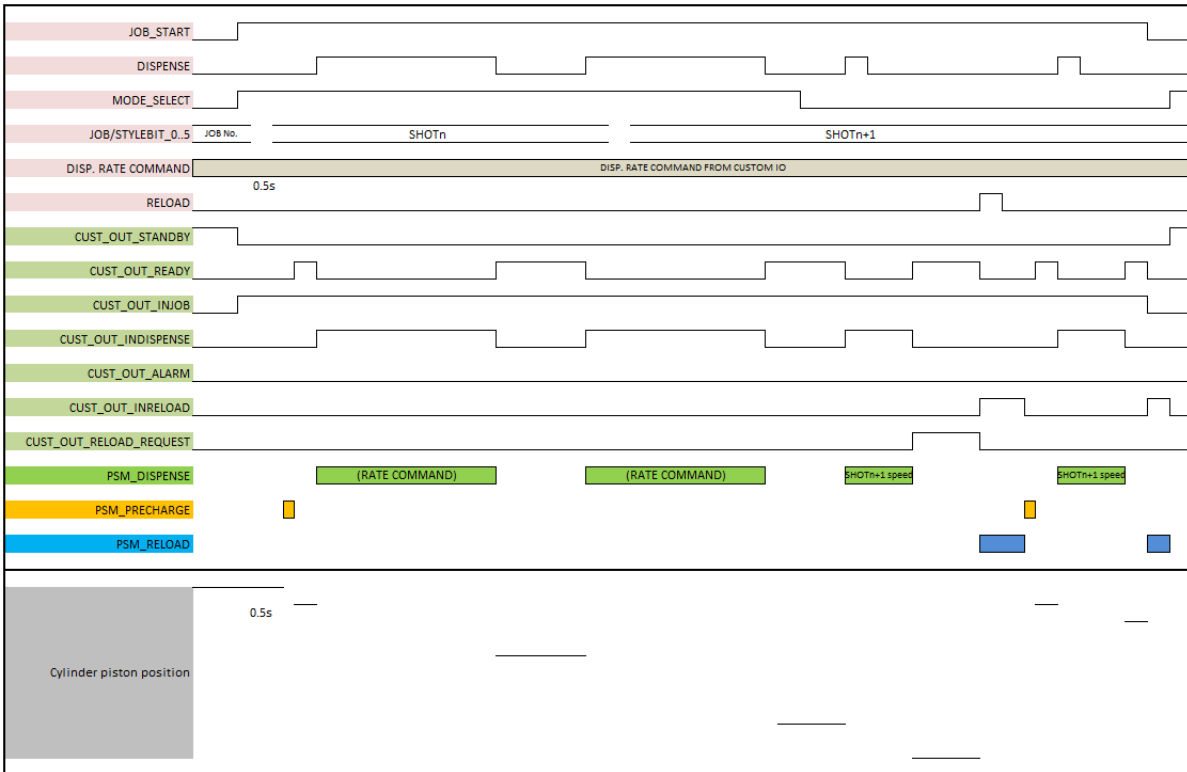 JOB_START
DISPENSE
MODE_SELECT
JOB/STYLEBIT_0..5 JOB No. SHOTn SHOTn+1
DISP. RATE COMMAND DISP. RATE COMMAND FROM CUSTOM IO
0.5s
RELOAD
CUST_OUT_STANDBY
CUST_OUT_READY
CUST_OUT_INJOB
CUST_OUT_INDISPENSE
CUST_OUT_ALARM
CUST_OUT_INRELOAD
CUST_OUT_RELOAD_REQUEST
PSM_DISPENSE (RATE COMMAND) (RATE COMMAND) SHOTn+1 speed SHOTn+1 speed
PSM_PRECHARGE
PSM_RELOAD
0.5s
Cylinder piston position